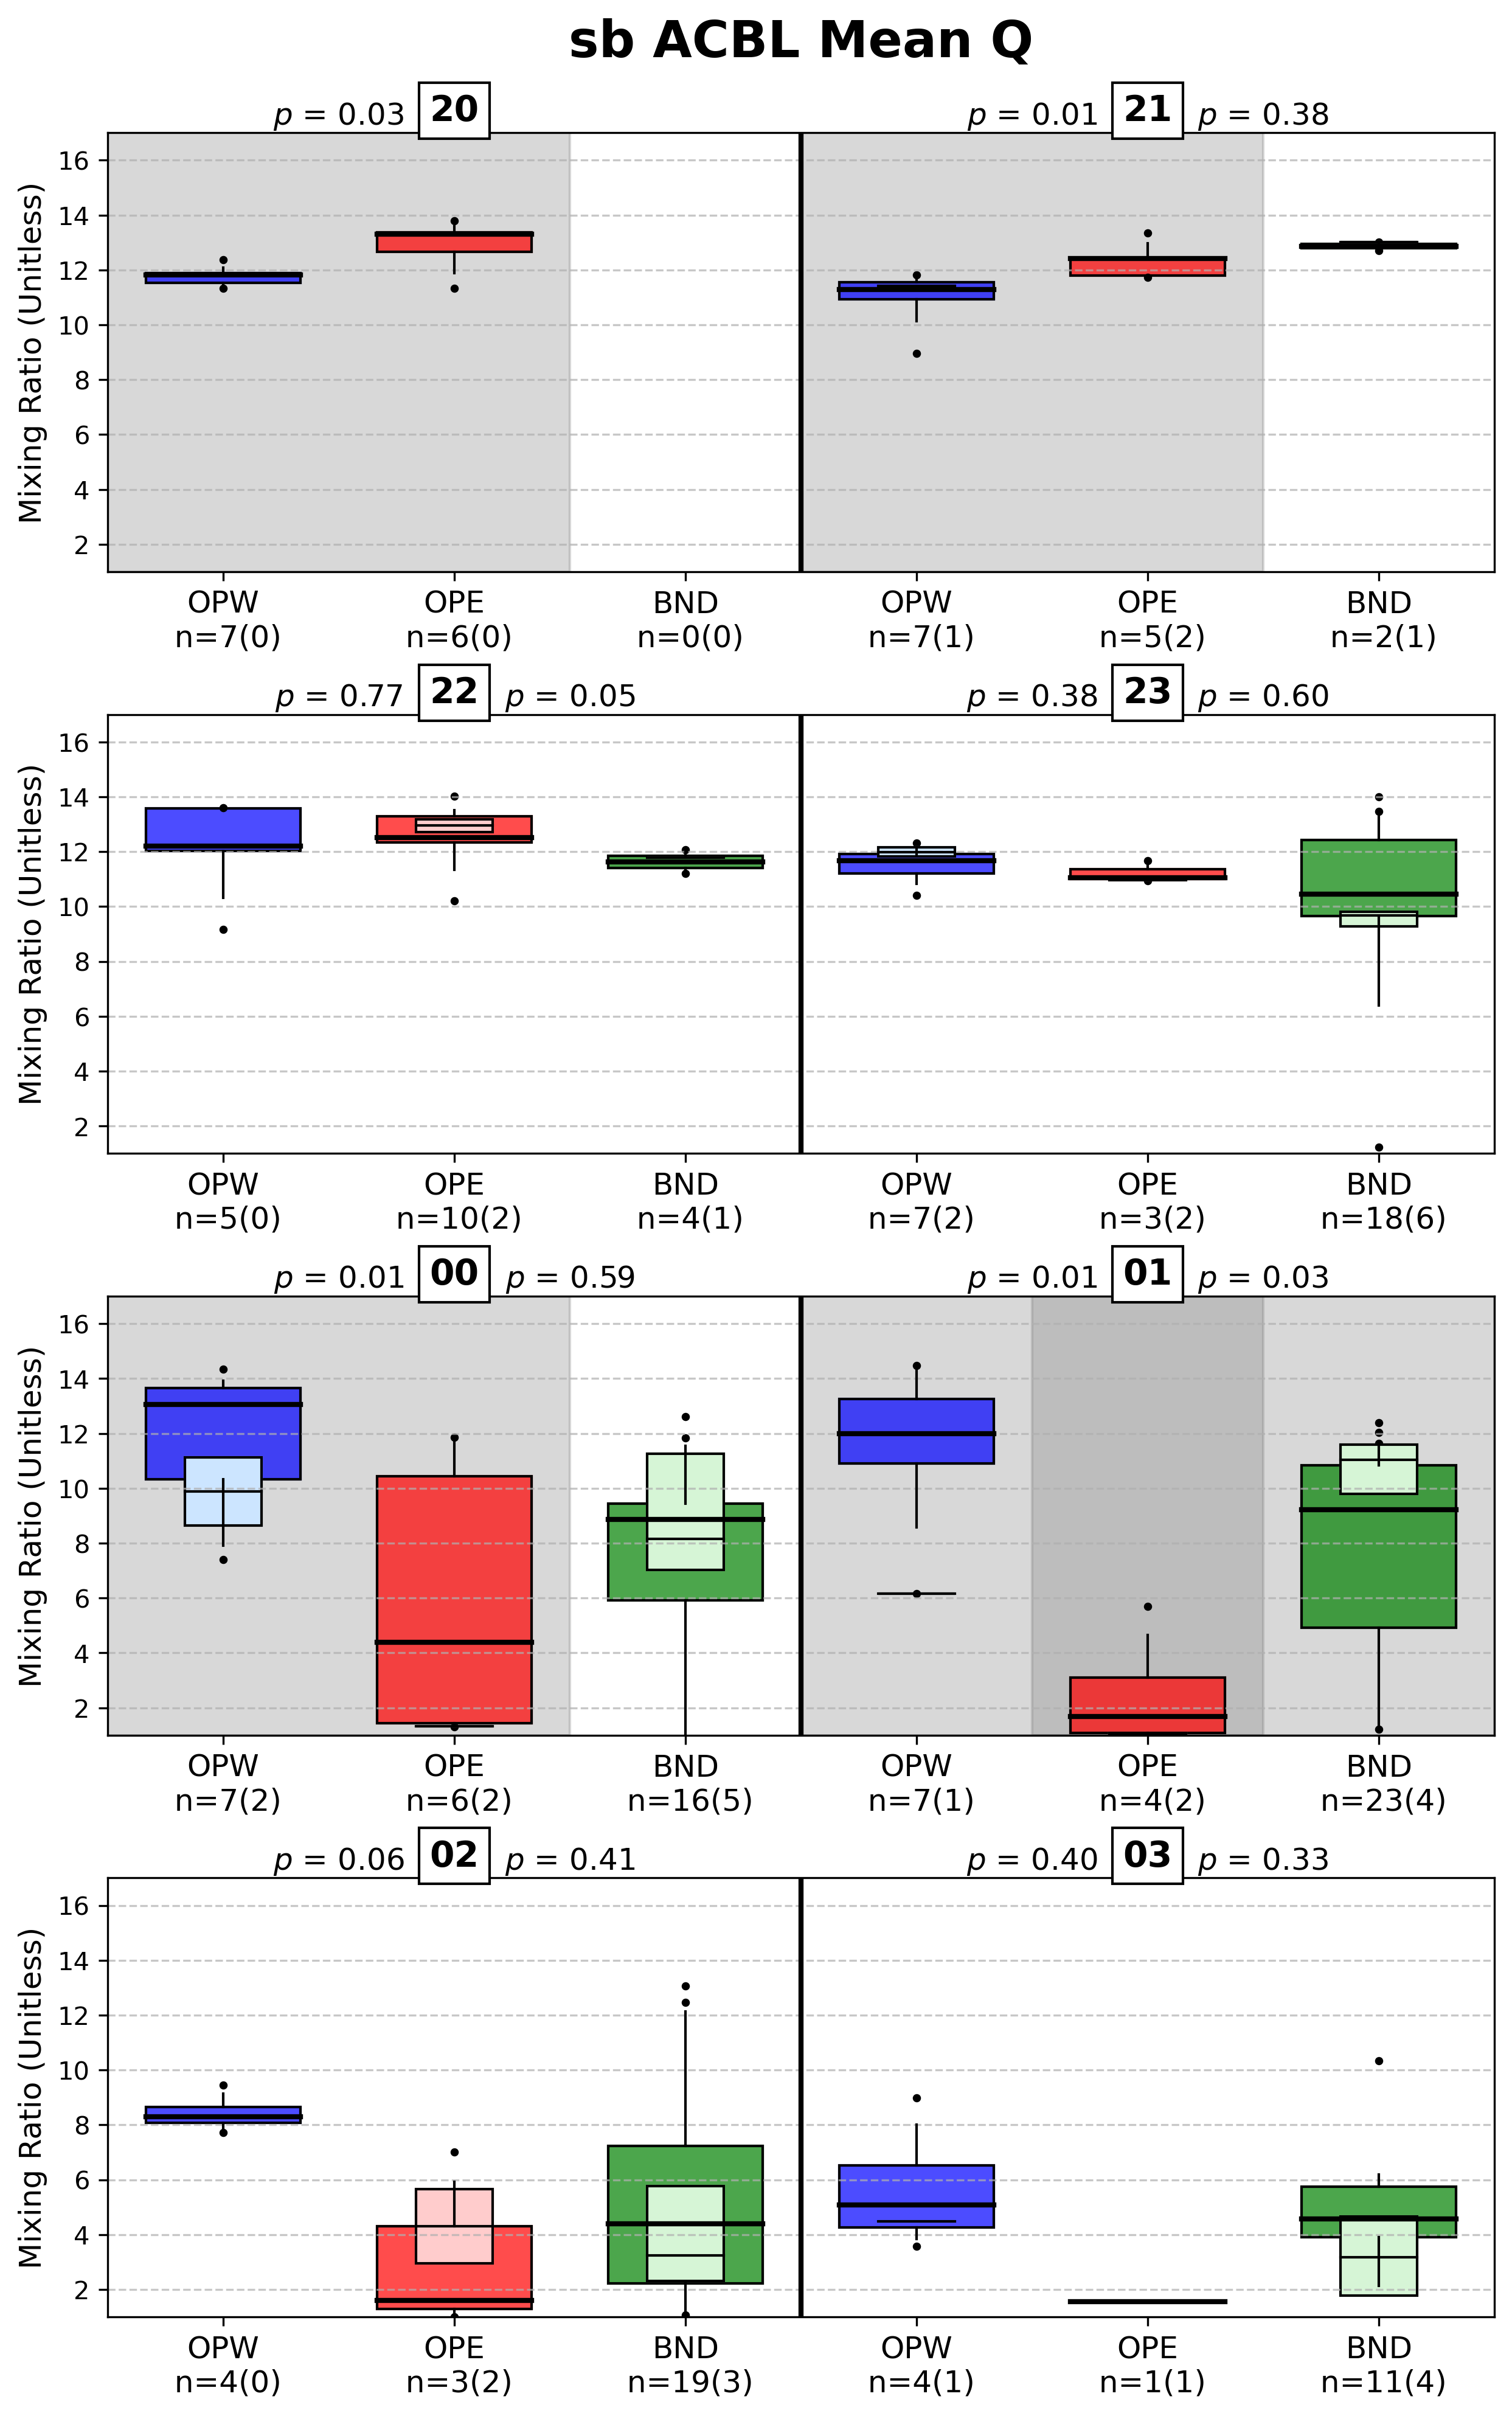 sb ACBL Mean Q
p = 0.03 20
p = 0.01 21 p = 0.38
Mixing Ratio (Unitless)
16
14
12
10
8
6
4
2
OPW
n=7(0)
OPE
n=6(0)
BND
n=0(0)
OPW
n=7(1)
OPE
n=5(2)
BND
n=2(1)
p = 0.77 22 p = 0.05
p = 0.38 23 p = 0.60
Mixing Ratio (Unitless)
16
14
12
10
8
6
4
2
OPW
n=5(0)
OPE
n=10(2)
BND
n=4(1)
OPW
n=7(2)
OPE
n=3(2)
BND
n=18(6)
p = 0.01 00 p = 0.59
p = 0.01 01 p = 0.03
Mixing Ratio (Unitless)
16
14
12
10
8
6
4
2
OPW
n=7(2)
OPE
n=6(2)
BND
n=16(5)
OPW
n=7(1)
OPE
n=4(2)
BND
n=23(4)
p = 0.06 02 p = 0.41
p = 0.40 03 p = 0.33
Mixing Ratio (Unitless)
16
14
12
10
8
6
4
2
OPW
n=4(0)
OPE
n=3(2)
BND
n=19(3)
OPW
n=4(1)
OPE
n=1(1)
BND
n=11(4)